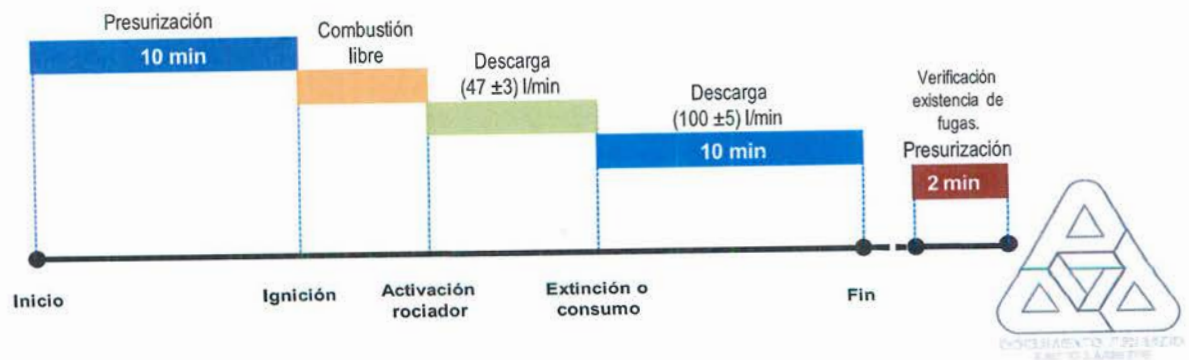 Presurización
10 min
Combustión
libre
Descarga
(47 ±3) l/min
Descarga
(100 ±5) l/min
10 min
Verificación
existencia de
fugas.
Presurización
2 min
Inicio
Ignición
Activación
rociador
Extinción o
consumo
Fin
DOCUMENTO